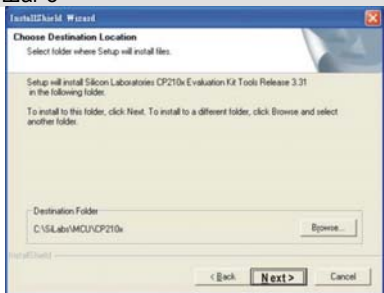 InstallShield Wizard
Choose Destination Location
Select folder where Setup will install files.
Setup will install Silicon Laboratories CP210x Evaluation Kit Tools Release 3.31
in the following folder.
To install to this folder, click Next. To install to a different folder, click Browse and select
another folder.
Destination Folder
C:\SiLabs\MCU\CP210x
Browse...
InstallShield
< Back
Next >
Cancel